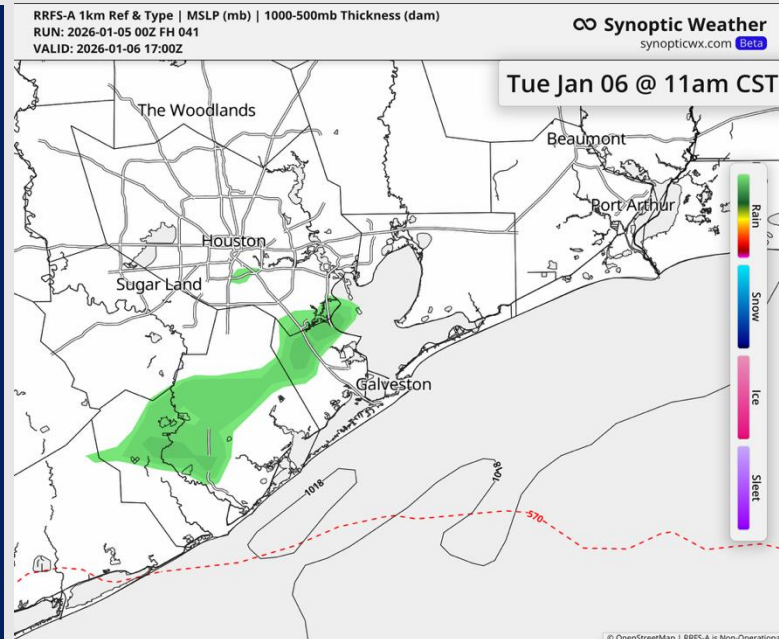 RRFS-A 1km Ref & Type | MSLP (mb) | 1000-500mb Thickness (dam)
RUN: 2026-01-05 00Z FH 041
VALID: 2026-01-06 17:00Z
Synoptic Weather
synopticwx.com Beta
Tue Jan 06 @ 11am CST
The Woodlands
Beaumont
Port Arthur
Houston
Sugar Land
Galveston
Rain
Snow
Ice
Sleet
1018
1018
570
© OpenStreetMap | RRFS-A is Non-Operationa